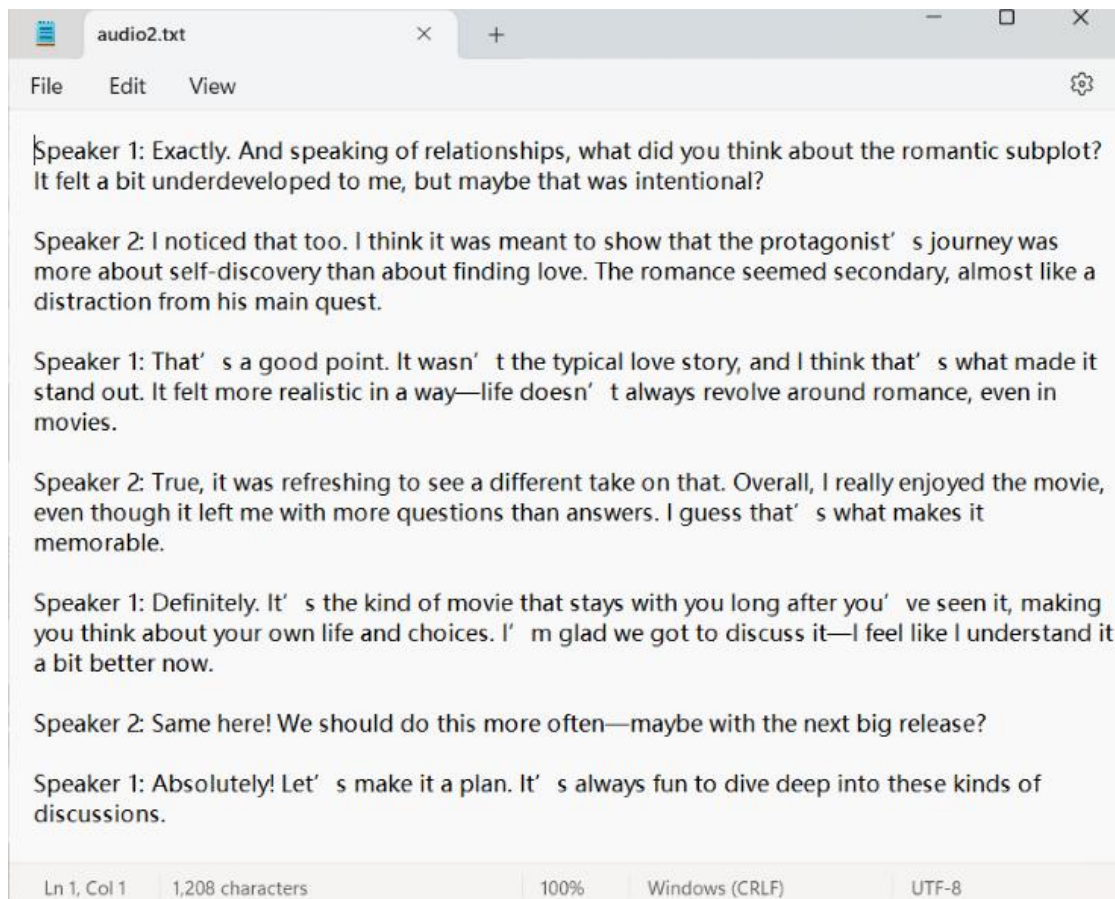 audio2.txt
File Edit View
Speaker 1: Exactly. And speaking of relationships, what did you think about the romantic subplot?
It felt a bit underdeveloped to me, but maybe that was intentional?
Speaker 2: I noticed that too. I think it was meant to show that the protagonist’ s journey was
more about self-discovery than about finding love. The romance seemed secondary, almost like a
distraction from his main quest.
Speaker 1: That’ s a good point. It wasn’ t the typical love story, and I think that’ s what made it
stand out. It felt more realistic in a way—life doesn’ t always revolve around romance, even in
movies.
Speaker 2: True, it was refreshing to see a different take on that. Overall, I really enjoyed the movie,
even though it left me with more questions than answers. I guess that’ s what makes it
memorable.
Speaker 1: Definitely. It’ s the kind of movie that stays with you long after you’ ve seen it, making
you think about your own life and choices. I’ m glad we got to discuss it—I feel like I understand it
a bit better now.
Speaker 2: Same here! We should do this more often—maybe with the next big release?
Speaker 1: Absolutely! Let’ s make it a plan. It’ s always fun to dive deep into these kinds of
discussions.
Ln 1, Col 1 1,208 characters 100% Windows (CRLF) UTF-8